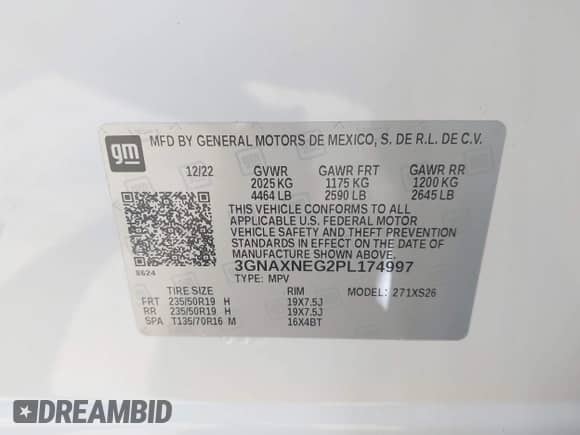 gm
MFD BY GENERAL MOTORS DE MEXICO, S. DE R.L. DE C.V.
12/22 GVWR GAWR FRT GAWR RR
2025 KG 1175 KG 1200 KG
4464 LB 2590 LB 2645 LB
THIS VEHICLE CONFORMS TO ALL
APPLICABLE U.S. FEDERAL MOTOR
VEHICLE SAFETY AND THEFT PREVENTION
STANDARDS IN EFFECT ON THE DATE OF
MANUFACTURE SHOWN ABOVE.
3GNAXNEG2PL174997
8624
TYPE: MPV MODEL: 271XS26
TIRE SIZE RIM
FRT 235/50R19 H 19X7.5J
RR 235/50R19 H 19X7.5J
SPA T135/70R16 M 16X4BT
DREAMBID